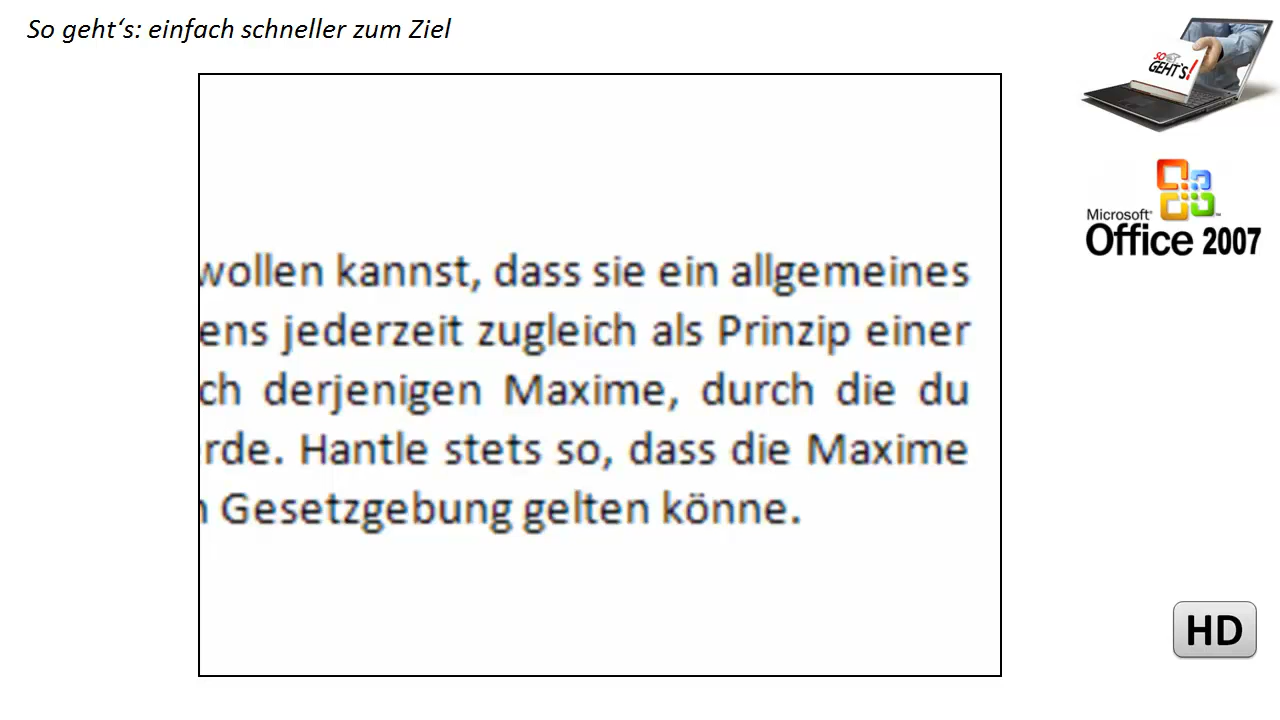 So geht‘s: einfach schneller zum Ziel
SO
GEHT'S!
Microsoft
Office 2007
wollen kannst, dass sie ein allgemeines
ens jederzeit zugleich als Prinzip einer
ch derjenigen Maxime, durch die du
rde. Hantle stets so, dass die Maxime
Gesetzgebung gelten könne.
HD